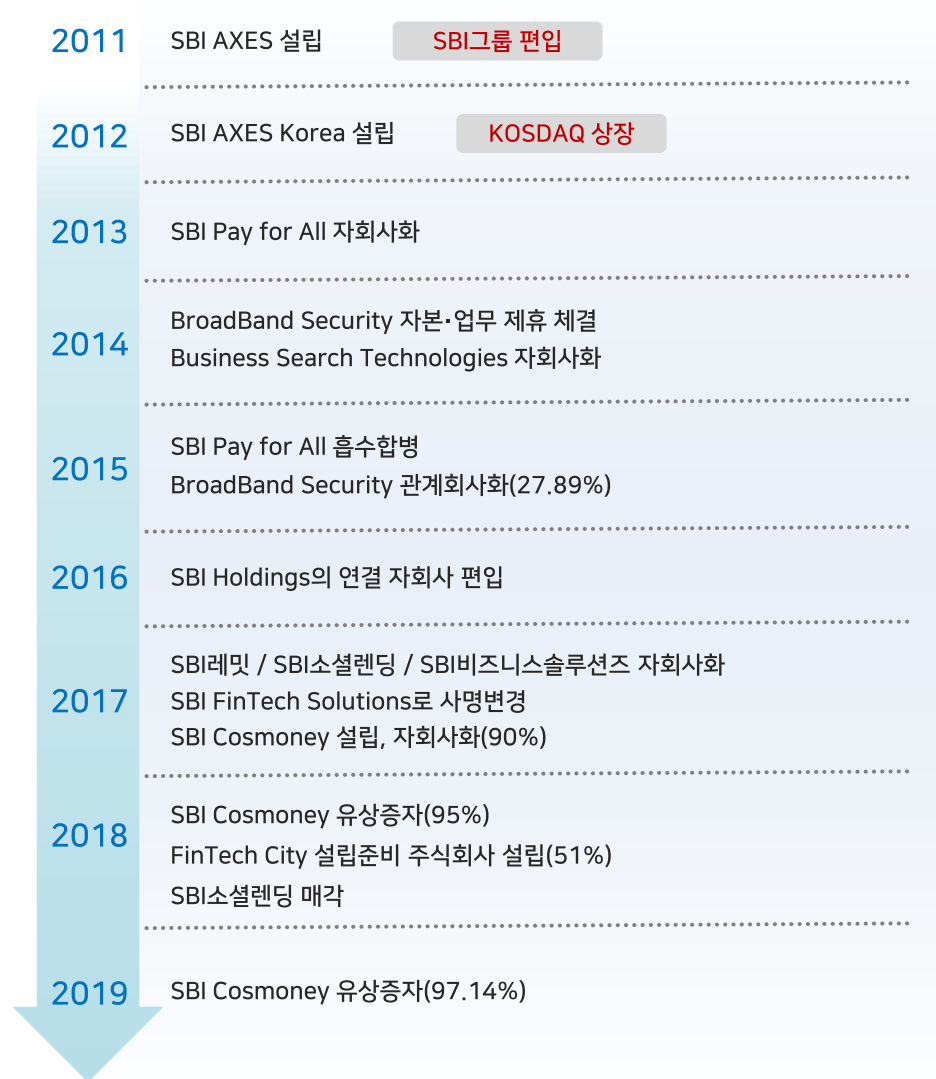 2011
SBI AXES 설립
SBI그룹 편입
2012
SBI AXES Korea 설립
KOSDAQ 상장
2013
SBI Pay for All 자회사화
2014
BroadBand Security 자본·업무 제휴 체결
Business Search Technologies 자회사화
2015
SBI Pay for All 흡수합병
BroadBand Security 관계회사화(27.89%)
2016
SBI Holdings의 연결 자회사 편입
2017
SBI레밋 / SBI소셜렌딩 / SBI비즈니스솔루션즈 자회사화
SBI FinTech Solutions로 사명변경
SBI Cosmoney 설립, 자회사화(90%)
2018
SBI Cosmoney 유상증자(95%)
FinTech City 설립준비 주식회사 설립(51%)
SBI소셜렌딩 매각
2019
SBI Cosmoney 유상증자(97.14%)